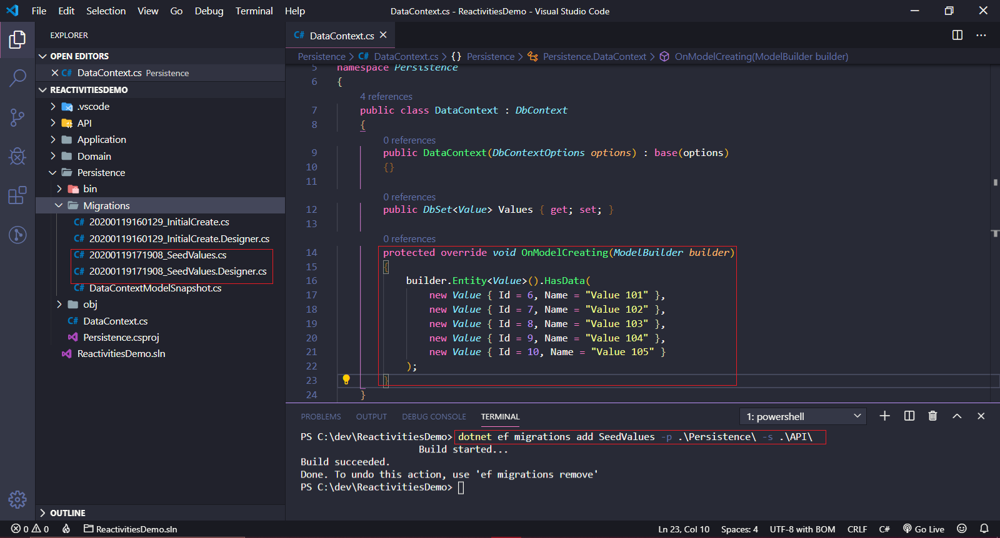 File Edit Selection View Go Debug Terminal Help
DataContext.cs - ReactivitiesDemo - Visual Studio Code
EXPLORER
OPEN EDITORS
C# DataContext.cs Persistence
REACTIVITIESDEMO
.vscode
API
Application
Domain
Persistence
bin
Migrations
C# 20200119160129_InitialCreate.cs
C# 20200119160129_InitialCreate.Designer.cs
C# 20200119171908_SeedValues.cs
C# 20200119171908_SeedValues.Designer.cs
C# DataContextModelSnapshot.cs
obj
C# DataContext.cs
Persistence.csproj
ReactivitiesDemo.sln
OUTLINE
C# DataContext.cs
Persistence > C# DataContext.cs > {} Persistence > Persistence.DataContext > OnModelCreating(ModelBuilder builder)
5 namespace Persistence
6 {
4 references
7 public class DataContext : DbContext
8 {
0 references
9 public DataContext(DbContextOptions options) : base(options)
10 {}
11
0 references
12 public DbSet<Value> Values { get; set; }
13
0 references
14 protected override void OnModelCreating(ModelBuilder builder)
15 {
16 builder.Entity<Value>().HasData(
17 new Value { Id = 6, Name = "Value 101" },
18 new Value { Id = 7, Name = "Value 102" },
19 new Value { Id = 8, Name = "Value 103" },
20 new Value { Id = 9, Name = "Value 104" },
21 new Value { Id = 10, Name = "Value 105" }
22 );
23 }
24 }
PROBLEMS OUTPUT DEBUG CONSOLE TERMINAL
1: powershell
PS C:\dev\ReactivitiesDemo> dotnet ef migrations add SeedValues -p .\Persistence\ -s .\API\
Build started...
Build succeeded.
Done. To undo this action, use 'ef migrations remove'
PS C:\dev\ReactivitiesDemo>
0 0 ReactivitiesDemo.sln
Ln 23, Col 10 Spaces: 4 UTF-8 with BOM CRLF C# Go Live